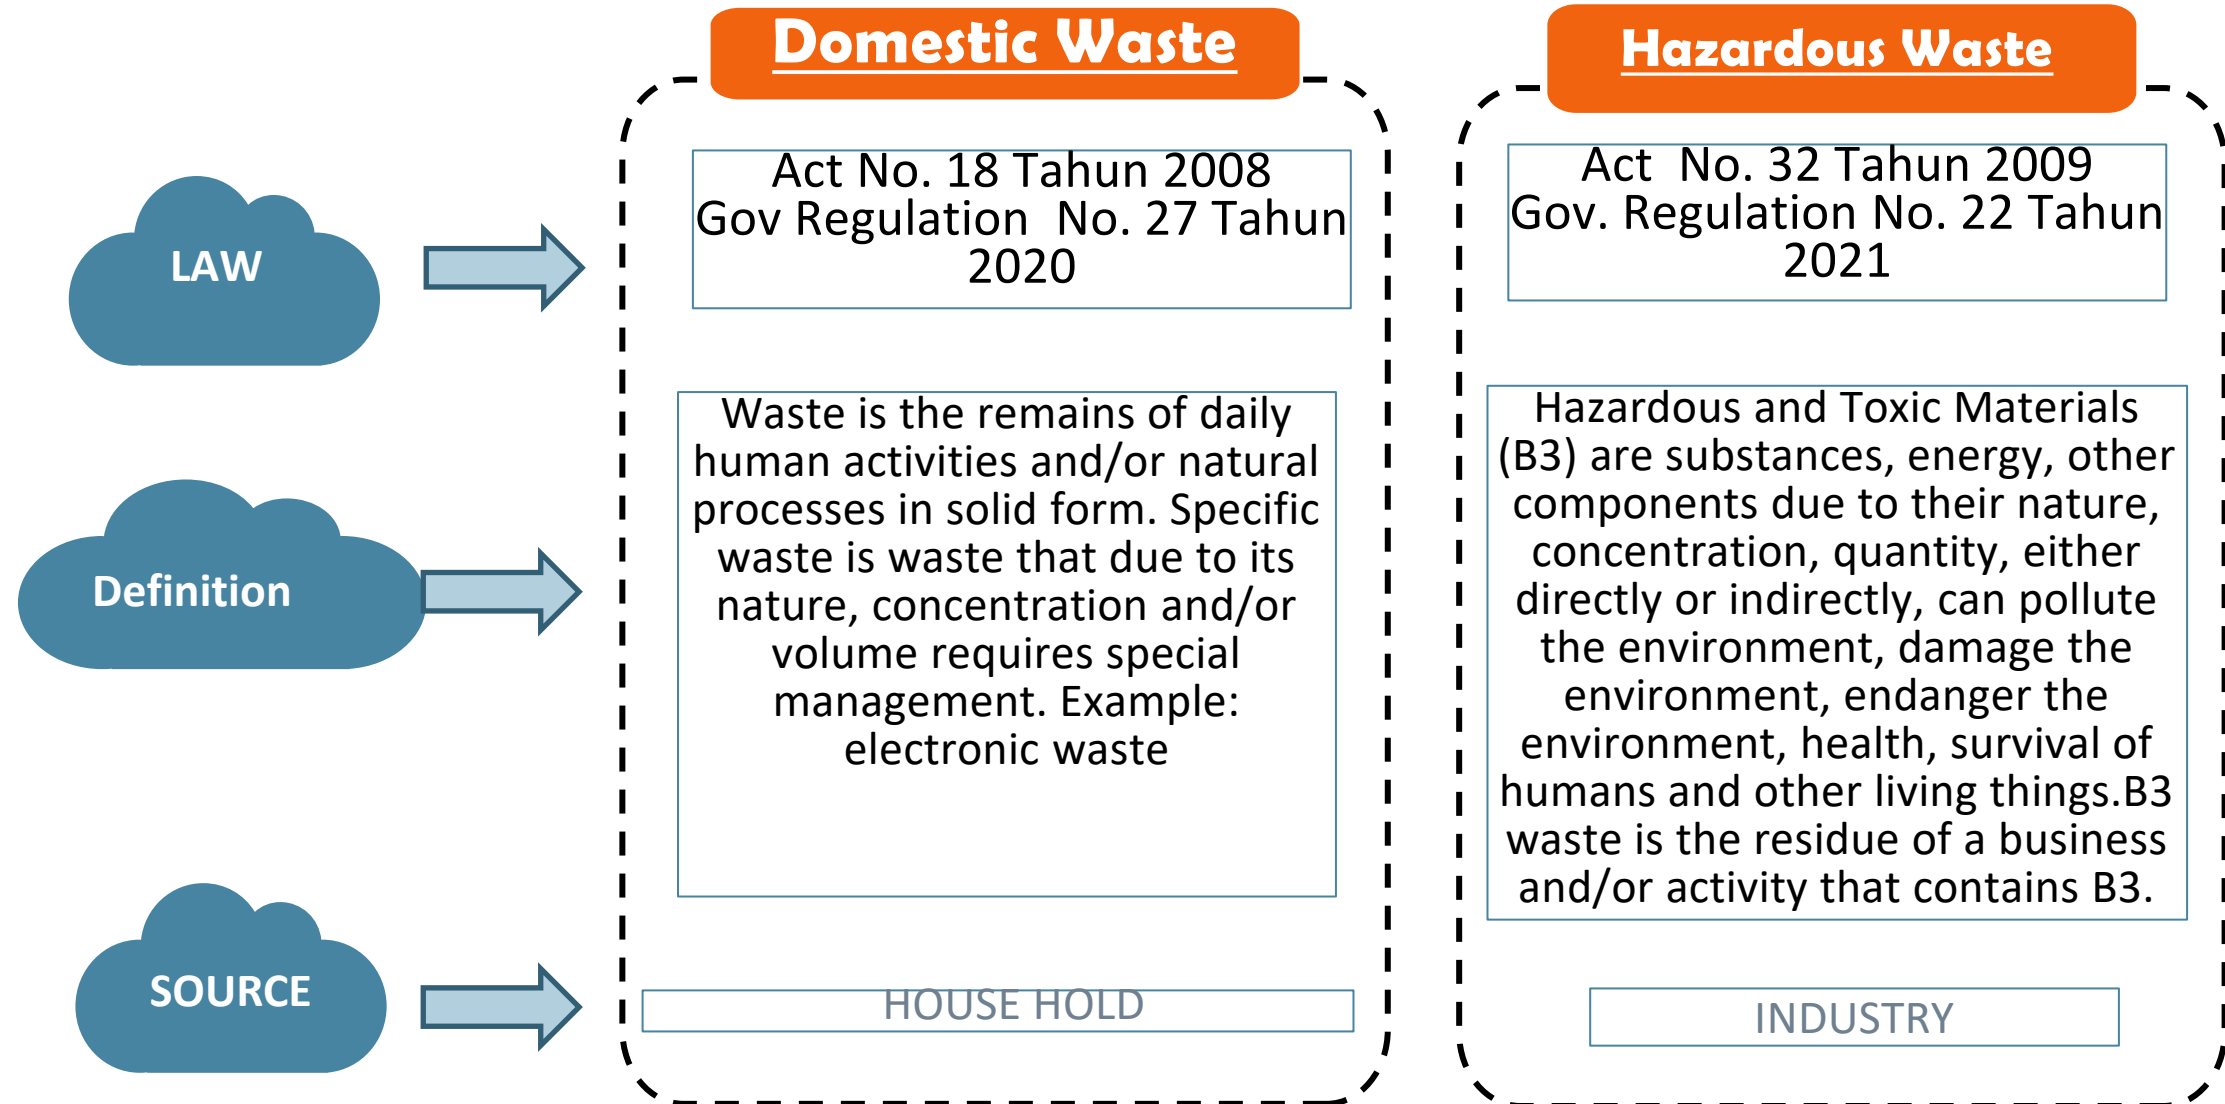 Domestic Waste
Hazardous Waste
LAW
Act No. 18 Tahun 2008
Gov Regulation No. 27 Tahun
2020
Act No. 32 Tahun 2009
Gov. Regulation No. 22 Tahun
2021
Definition
Waste is the remains of daily
human activities and/or natural
processes in solid form. Specific
waste is waste that due to its
nature, concentration and/or
volume requires special
management. Example:
electronic waste
Hazardous and Toxic Materials
(B3) are substances, energy, other
components due to their nature,
concentration, quantity, either
directly or indirectly, can pollute
the environment, damage the
environment, endanger the
environment, health, survival of
humans and other living things.B3
waste is the residue of a business
and/or activity that contains B3.
SOURCE
HOUSE HOLD
INDUSTRY